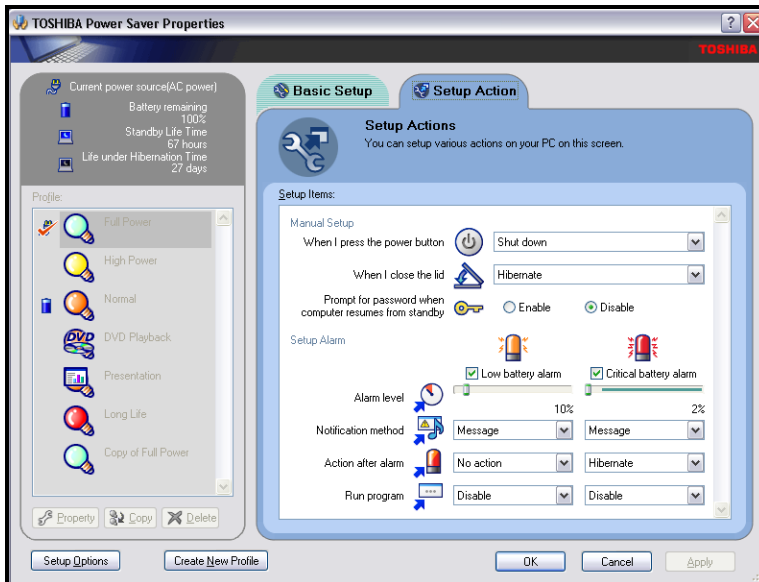 TOSHIBA Power Saver Properties
TOSHIBA
Current power source(AC power)
Battery remaining
100%
Standby Life Time
67 hours
Life under Hibernation Time
27 days
Profile:
Full Power
High Power
Normal
DVD
DVD Playback
Presentation
Long Life
Copy of Full Power
Property
Copy
Delete
Setup Options
Create New Profile
Basic Setup
Setup Action
Setup Actions
You can setup various actions on your PC on this screen.
Setup Items:
Manual Setup
When I press the power button
Shut down
When I close the lid
Hibernate
Prompt for password when
computer resumes from standby
Enable
Disable
Setup Alarm
Low battery alarm
Critical battery alarm
Alarm level
10%
2%
Notification method
Message
Message
Action after alarm
No action
Hibernate
Run program
Disable
Disable
OK
Cancel
Apply